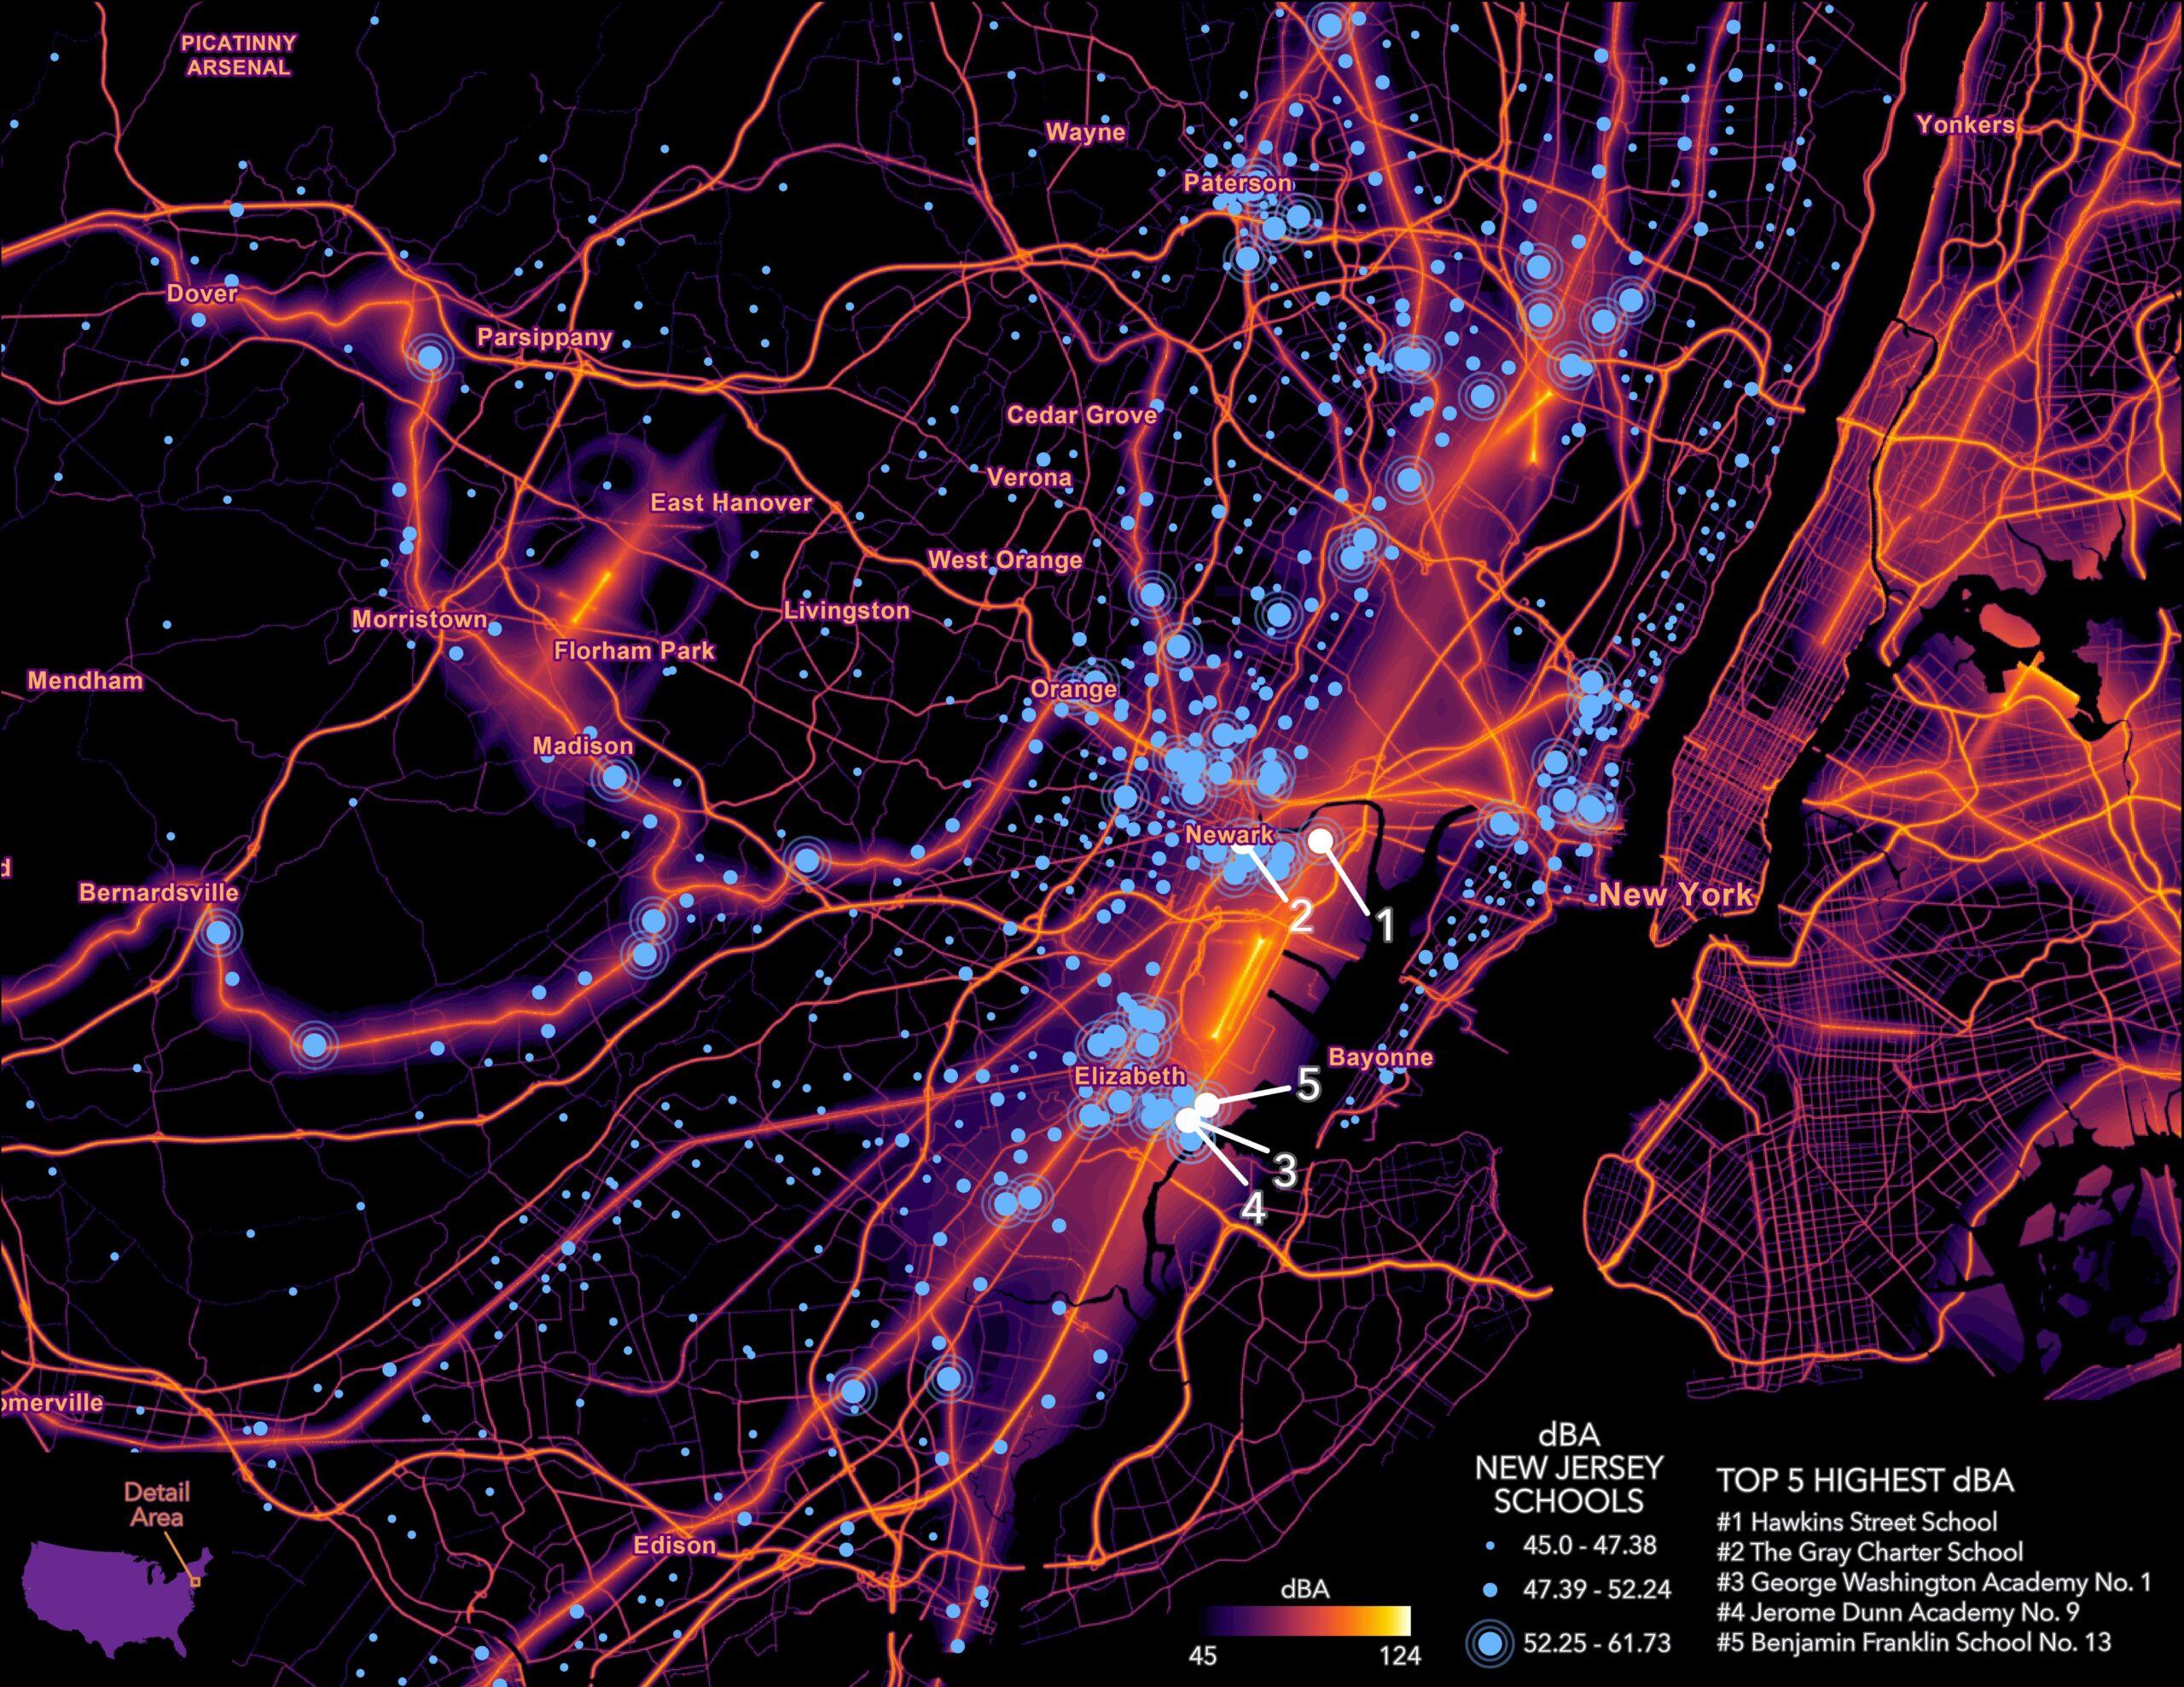 PICATINNY
ARSENAL
Wayne
Yonkers
Paterson
Dover
Parsippany
Cedar Grove
Verona
East Hanover
West Orange
Livingston
Morristown
Florham Park
Mendham
Orange
Madison
Newark
d
Bernardsville
New York
2
1
Bayonne
Elizabeth
5
3
4
omerville
Edison
Detail
Area
dBA
45
124
dBA
NEW JERSEY
SCHOOLS
45.0 - 47.38
47.39 - 52.24
52.25 - 61.73
TOP 5 HIGHEST dBA
#1 Hawkins Street School
#2 The Gray Charter School
#3 George Washington Academy No. 1
#4 Jerome Dunn Academy No. 9
#5 Benjamin Franklin School No. 13